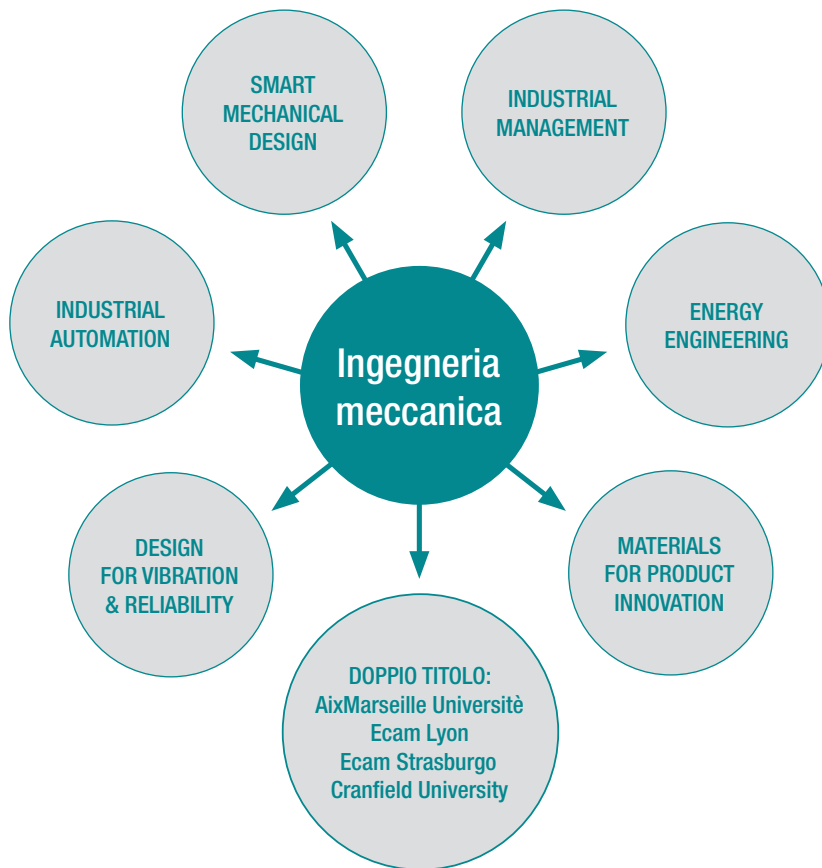 SMART
MECHANICAL
DESIGN
INDUSTRIAL
MANAGEMENT
INDUSTRIAL
AUTOMATION
Ingegneria
meccanica
ENERGY
ENGINEERING
DESIGN
FOR VIBRATION
& RELIABILITY
MATERIALS
FOR PRODUCT
INNOVATION
DOPPIO TITOLO:
AixMarseille Universitè
Ecam Lyon
Ecam Strasburgo
Cranfield University